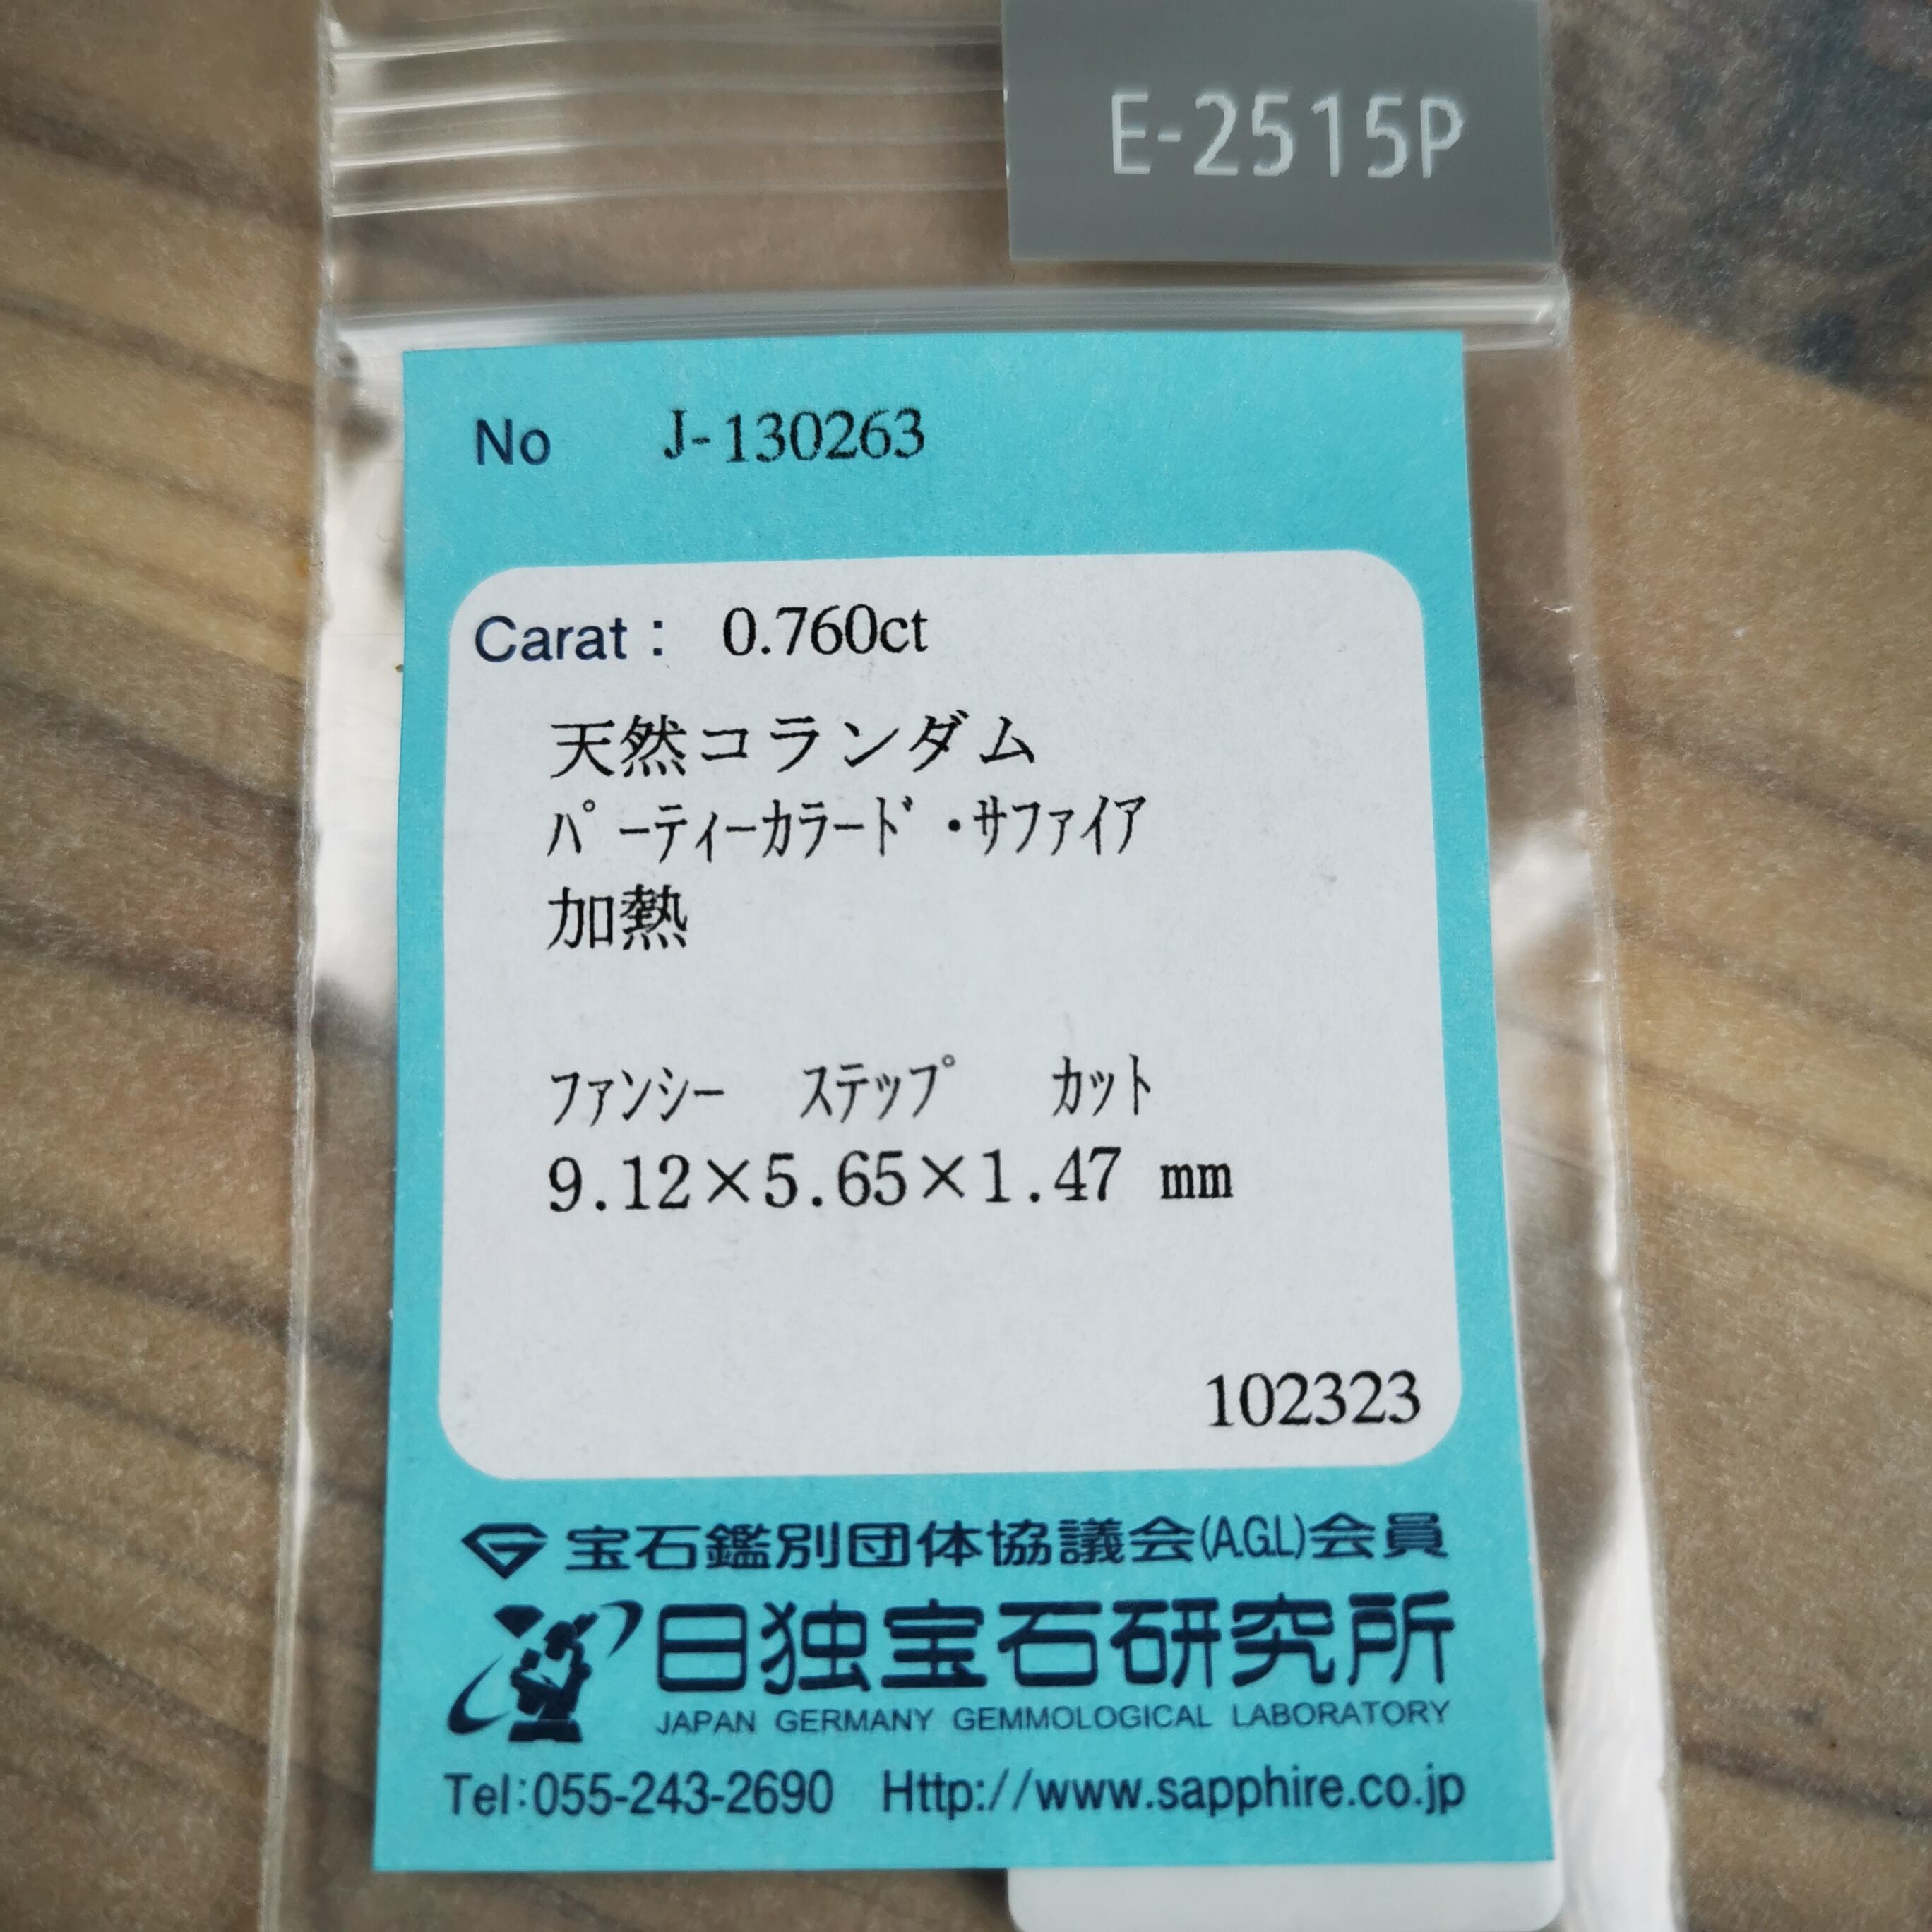 E-2515P
No J-130263
Carat: 0.760ct
天然コランダム
ﾊﾟｰﾃｨｰｶﾗｰﾄﾞ・ｻﾌｧｲｱ
加熱
ﾌｧﾝｼｰ ｽﾃｯﾌﾟ ｶｯﾄ
9.12×5.65×1.47 mm
102323
宝石鑑別団体協議会(A.G.L)会員
日独宝石研究所
JAPAN GERMANY GEMMOLOGICAL LABORATORY
Tel:055-243-2690 Http://www.sapphire.co.jp